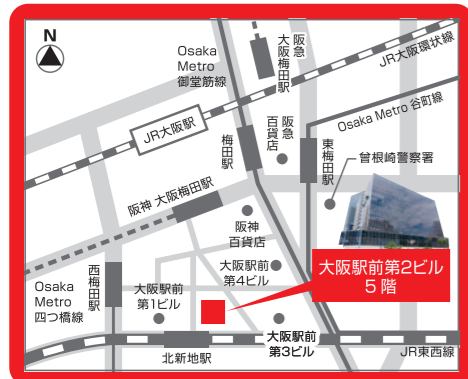 N
Osaka
Metro
御堂筋線
阪急
大阪梅田駅
JR大阪環状線
JR大阪駅
梅田駅
阪急
百貨店
Osaka Metro 谷町線
東梅田駅
曾根崎警察署
阪神 大阪梅田駅
阪神
百貨店
西梅田駅
大阪駅前
第1ビル
大阪駅前
第4ビル
大阪駅前第2ビル
5階
Osaka
Metro
四つ橋線
大阪駅前
第3ビル
北新地駅
JR東西線